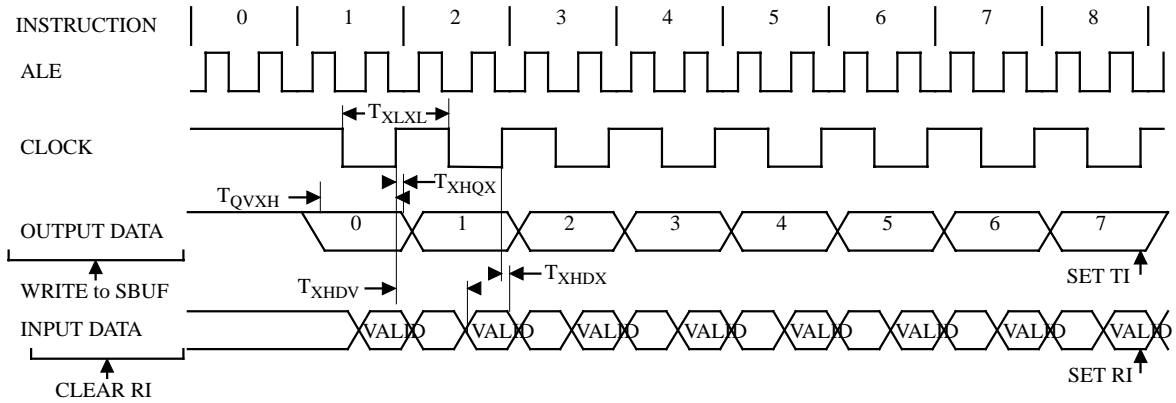 INSTRUCTION 0 1 2 3 4 5 6 7 8
ALE
TXLXL
CLOCK
TXHQX
TQVXH
OUTPUT DATA 0 1 2 3 4 5 6 7
TXHDX
SET TI
TXHDV
WRITE to SBUF
INPUT DATA VALID VALID VALID VALID VALID VALID VALID VALID
SET RI
CLEAR RI